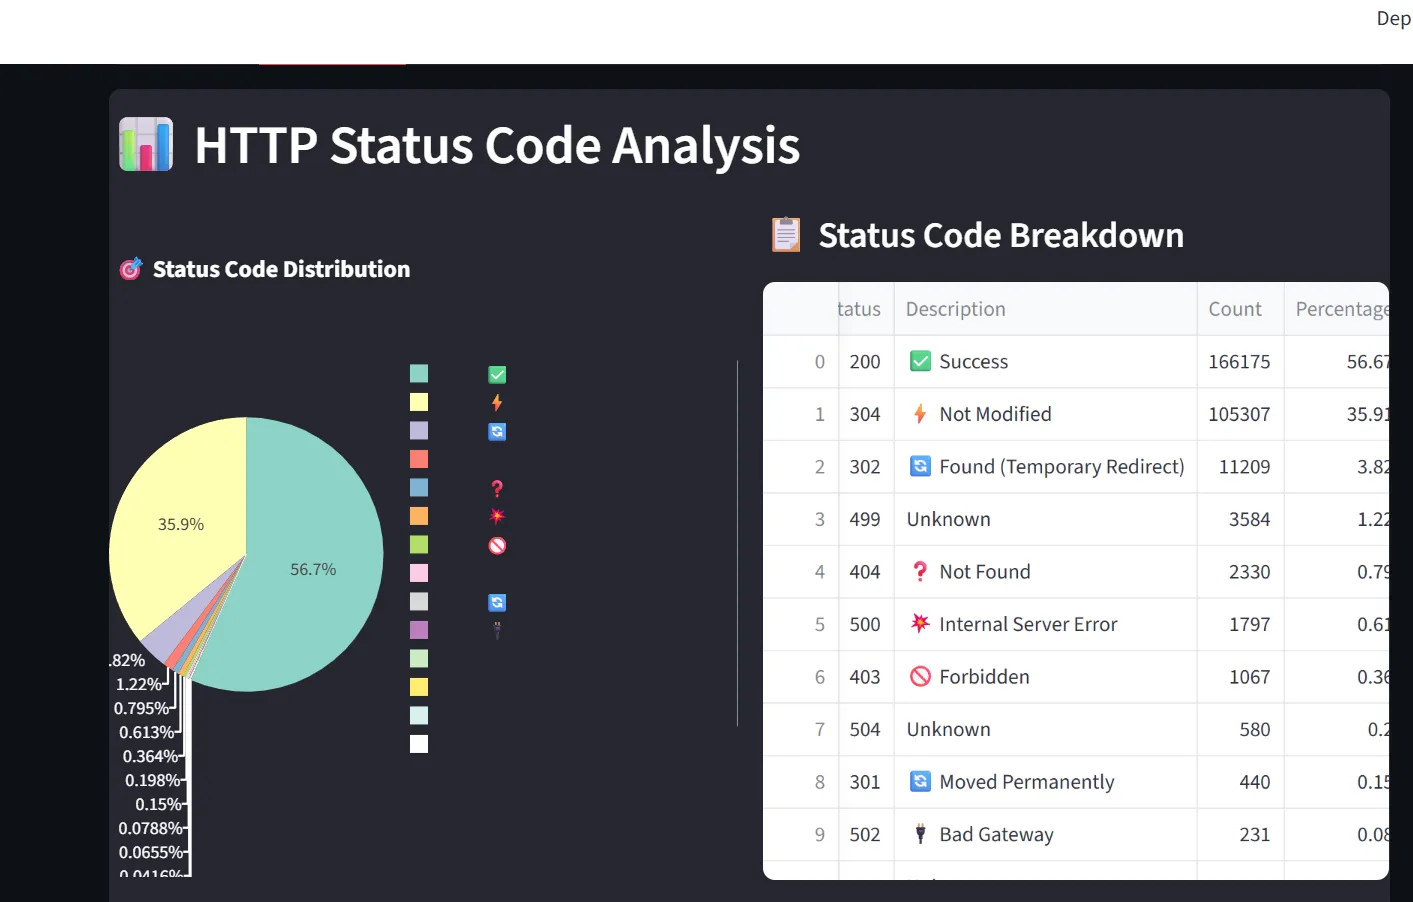 Dep
📊 HTTP Status Code Analysis
🎯 Status Code Distribution
35.9%
56.7%
.82%
1.22%
0.795%
0.613%
0.364%
0.198%
0.15%
0.0788%
0.0655%
0.0416%
📋 Status Code Breakdown
tatus Description Count Percentage
0 200 ✅ Success 166175 56.67
1 304 ⚡ Not Modified 105307 35.91
2 302 🔄 Found (Temporary Redirect) 11209 3.82
3 499 Unknown 3584 1.22
4 404 ❓ Not Found 2330 0.79
5 500 💥 Internal Server Error 1797 0.61
6 403 🚫 Forbidden 1067 0.36
7 504 Unknown 580 0.2
8 301 🔄 Moved Permanently 440 0.15
9 502 🔌 Bad Gateway 231 0.08